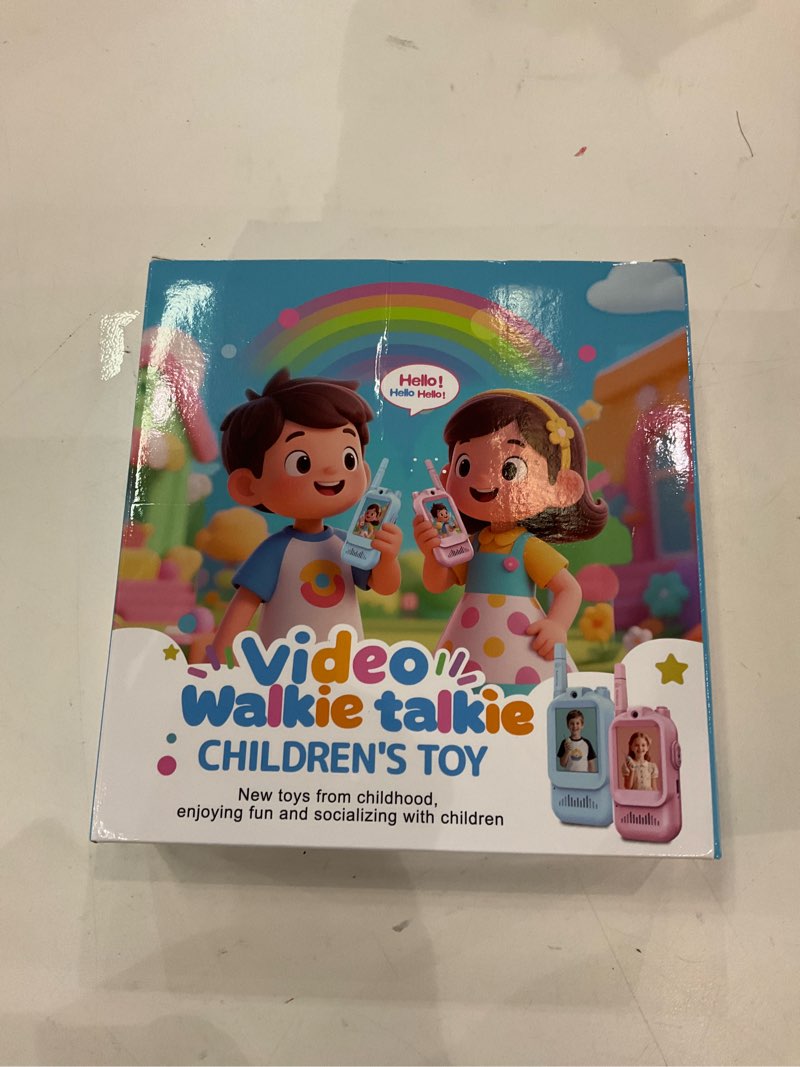 Hello!
Hello Hello!
Video
Walkie talkie
CHILDREN'S TOY
New toys from childhood,
enjoying fun and socializing with children